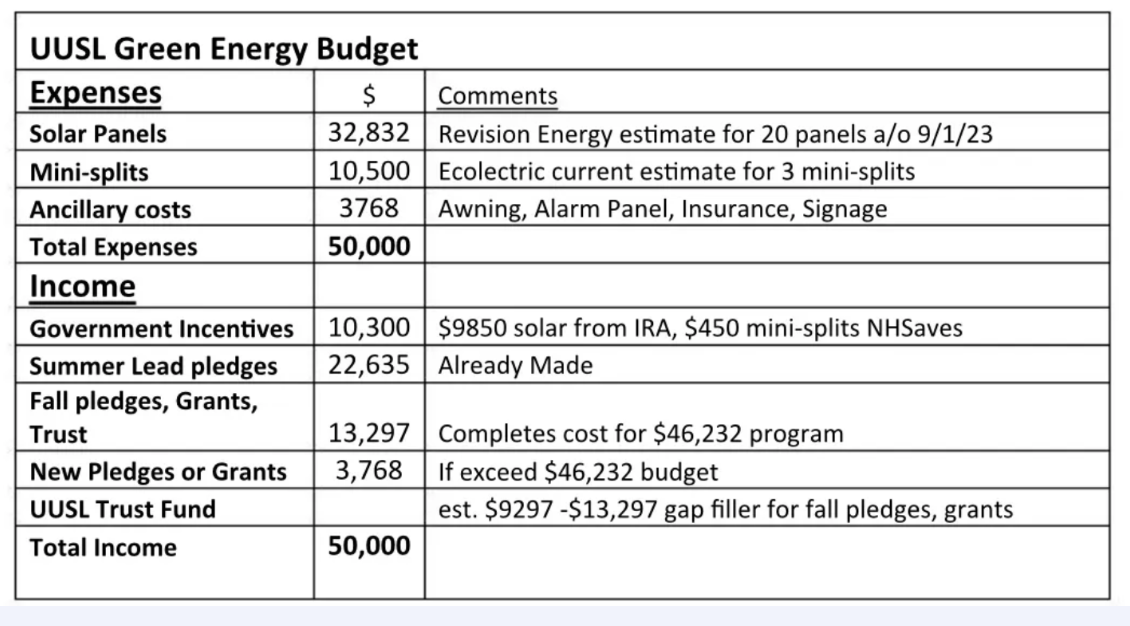 UUSL Green Energy Budget
Expenses $ Comments
Solar Panels 32,832 Revision Energy estimate for 20 panels a/o 9/1/23
Mini-splits 10,500 Ecolectric current estimate for 3 mini-splits
Ancillary costs 3768 Awning, Alarm Panel, Insurance, Signage
Total Expenses 50,000
Income
Government Incentives 10,300 $9850 solar from IRA, $450 mini-splits NHSaves
Summer Lead pledges 22,635 Already Made
Fall pledges, Grants,
Trust 13,297 Completes cost for $46,232 program
New Pledges or Grants 3,768 If exceed $46,232 budget
UUSL Trust Fund est. $9297 -$13,297 gap filler for fall pledges, grants
Total Income 50,000